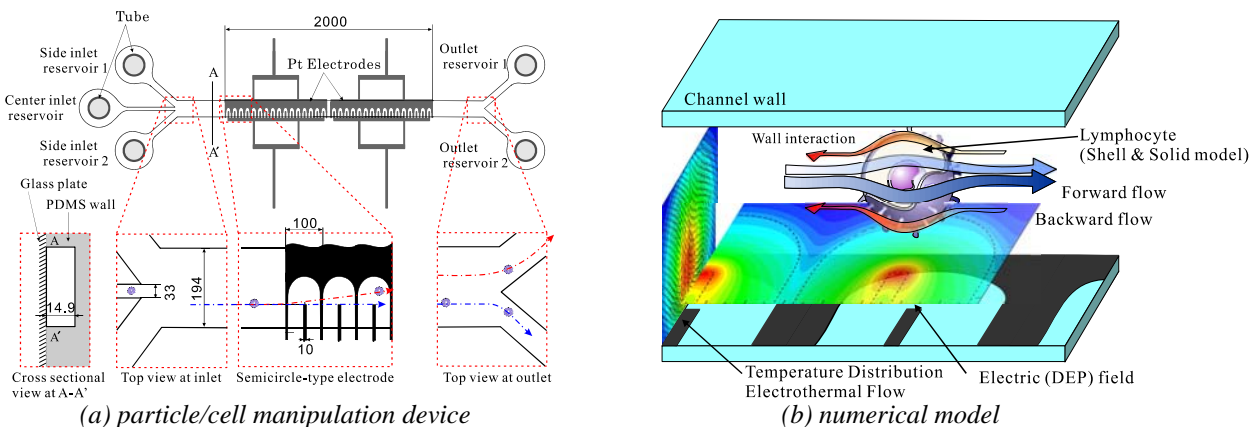 Tube
2000
Side inlet
reservoir 1
A
Outlet
reservoir 1
Pt Electrodes
Center inlet
reservoir
Side inlet
reservoir 2
A'
Outlet
reservoir 2
Glass plate
PDMS wall
A
14.9
A'
33
194
100
10
Cross sectional
view at A-A'
Top view at inlet
Semicircle-type electrode
Top view at outlet
(a) particle/cell manipulation device
Channel wall
Wall interaction
Lymphocyte
(Shell & Solid model)
Forward flow
Backward flow
Temperature Distribution
Electrothermal Flow
Electric (DEP) field
(b) numerical model